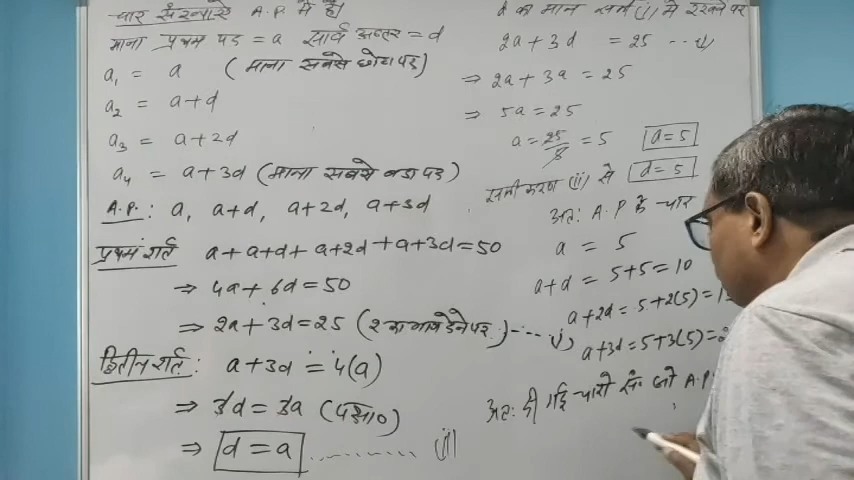 चार संख्याएँ A.P में हैं
माना प्रथम पद = a सार्व अन्तर = d
a₁ = a (माना सबसे छोटा पद)
a₂ = a+d
a₃ = a+2d
a₄ = a+3d (माना सबसे बड़ा पद)
A.P.: a, a+d, a+2d, a+3d
प्रथम शर्त a+a+d+a+2d+a+3d=50
⇒ 4a+6d=50
⇒ 2a+3d=25 (2 का भाग देने पर) ---- (i)
द्वितीय शर्त: a+3d = 4(a)
⇒ 3d=3a
⇒ d=a ......... (ii)
d का मान समी (i) में रखने पर
2a+3d = 25 ---(i)
⇒ 2a+3a = 25
⇒ 5a=25
a = 25/5 = 5 a=5
समीकरण (ii) से d=5
अतः A.P के चार
a = 5
a+d = 5+5=10
a+2d = 5+2(5)=1
a+3d=5+3(5)=2
अतः दी गई चारों सं. जो A.P